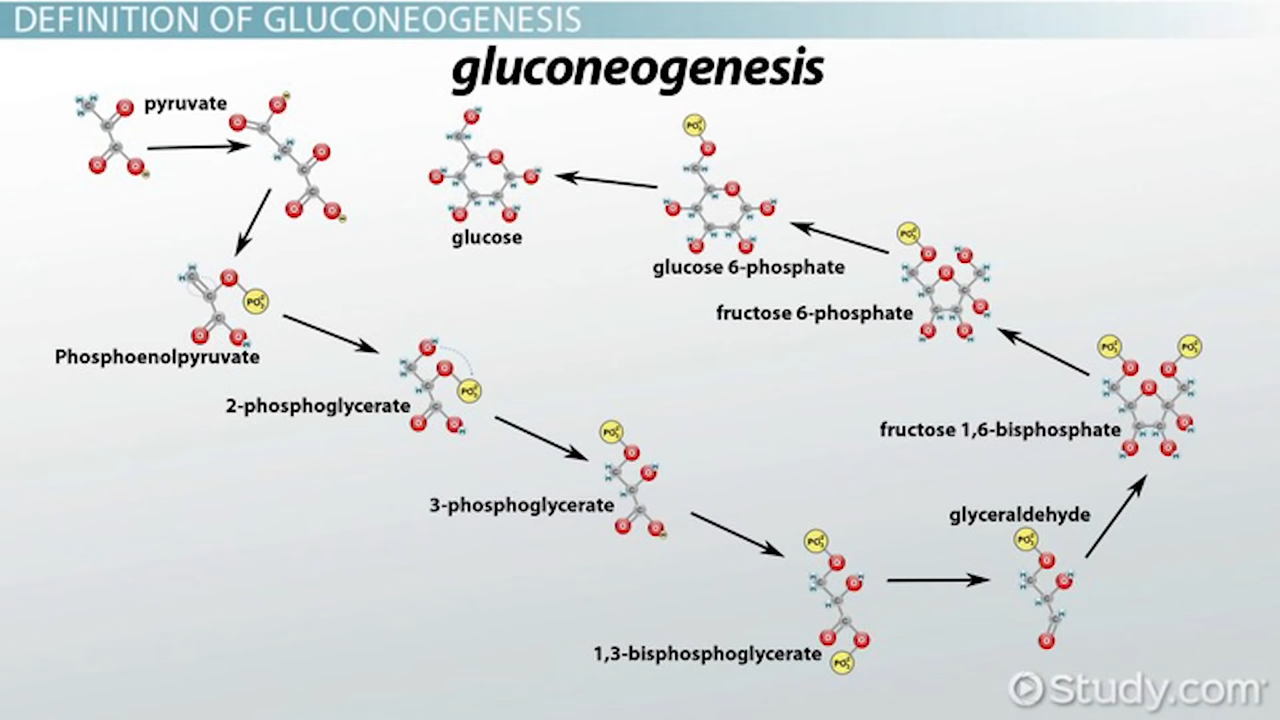 DEFINITION OF GLUCONEOGENESIS
gluconeogenesis
pyruvate
glucose
glucose 6-phosphate
fructose 6-phosphate
Phosphoenolpyruvate
2-phosphoglycerate
fructose 1,6-bisphosphate
3-phosphoglycerate
glyceraldehyde
1,3-bisphosphoglycerate
Study.com